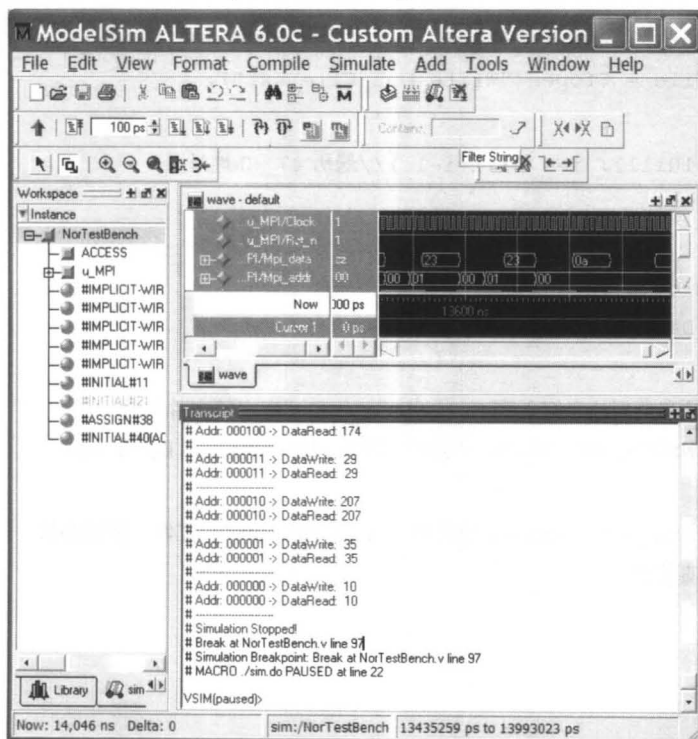 ModelSim ALTERA 6.0c - Custom Altera Version
File Edit View Format Compile Simulate Add Tools Window Help
100 ps
Contains:
Filter String
Workspace
Instance
NorTestBench
ACCESS
u_MPI
#IMPLICIT-WIR
#IMPLICIT-WIR
#IMPLICIT-WIR
#IMPLICIT-WIR
#INITIAL#11
#INITIAL#21
#ASSIGN#38
#INITIAL#40(AC
Library sim
wave - default
...u_MPI/Clock 1
...u_MPI/Rst_n 1
...PI/Mpi_data zz 23 23 0a
...PI/Mpi_addr 00 00 01 00 01 00
Now 000 ps 13600 ns
Cursor 1 0 ps
wave
Transcript
# Addr: 000100 -> DataRead: 174
# ----------------------
# Addr: 000011 -> DataWrite: 29
# Addr: 000011 -> DataRead: 29
# ----------------------
# Addr: 000010 -> DataWrite: 207
# Addr: 000010 -> DataRead: 207
# ----------------------
# Addr: 000001 -> DataWrite: 35
# Addr: 000001 -> DataRead: 35
# ----------------------
# Addr: 000000 -> DataWrite: 10
# Addr: 000000 -> DataRead: 10
# ----------------------
# Simulation Stopped!
# Break at NorTestBench.v line 97
# Simulation Breakpoint: Break at NorTestBench.v line 97
# MACRO ./sim.do PAUSED at line 22
VSIM(paused)>
Now: 14,046 ns Delta: 0 sim:/NorTestBench 13435259 ps to 13993023 ps